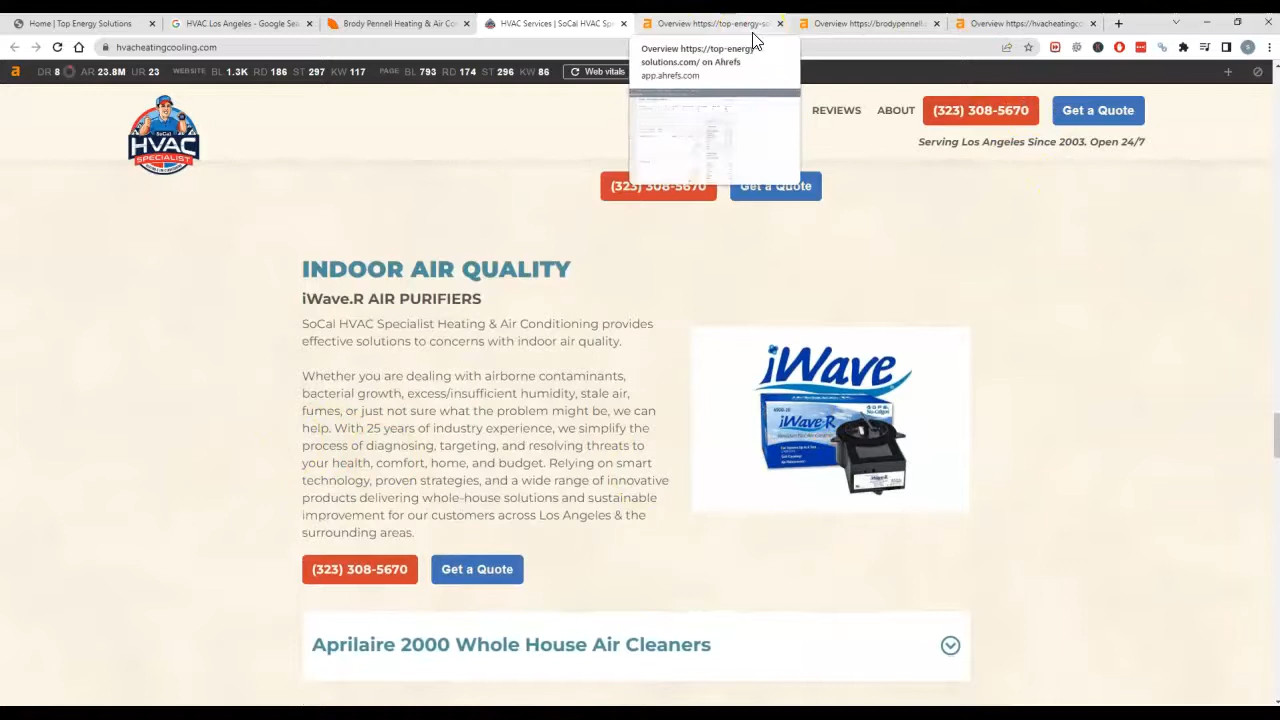 Home | Top Energy Solutions
HVAC Los Angeles - Google Sea
Brody Pennell Heating & Air Co
HVAC Services | SoCal HVAC Spe
Overview https://top-energy-so
Overview https://brodypennell
Overview https://hvacheatingc
hvacheatingcooling.com
DR 8 AR 23.8M UR 23 WEBSITE BL 1.3K RD 186 ST 297 KW 117 PAGE BL 793 RD 174 ST 296 KW 86 Web vitals
Overview https://top-energy-
solutions.com/ on Ahrefs
app.ahrefs.com
SoCal
HVAC
SPECIALIST
REVIEWS ABOUT (323) 308-5670 Get a Quote
Serving Los Angeles Since 2003. Open 24/7
(323) 308-5670 Get a Quote
INDOOR AIR QUALITY
iWave.R AIR PURIFIERS
SoCal HVAC Specialist Heating & Air Conditioning provides
effective solutions to concerns with indoor air quality.
Whether you are dealing with airborne contaminants,
bacterial growth, excess/insufficient humidity, stale air,
fumes, or just not sure what the problem might be, we can
help. With 25 years of industry experience, we simplify the
process of diagnosing, targeting, and resolving threats to
your health, comfort, home, and budget. Relying on smart
technology, proven strategies, and a wide range of innovative
products delivering whole-house solutions and sustainable
improvement for our customers across Los Angeles & the
surrounding areas.
iWave
iWave-R
(323) 308-5670 Get a Quote
Aprilaire 2000 Whole House Air Cleaners